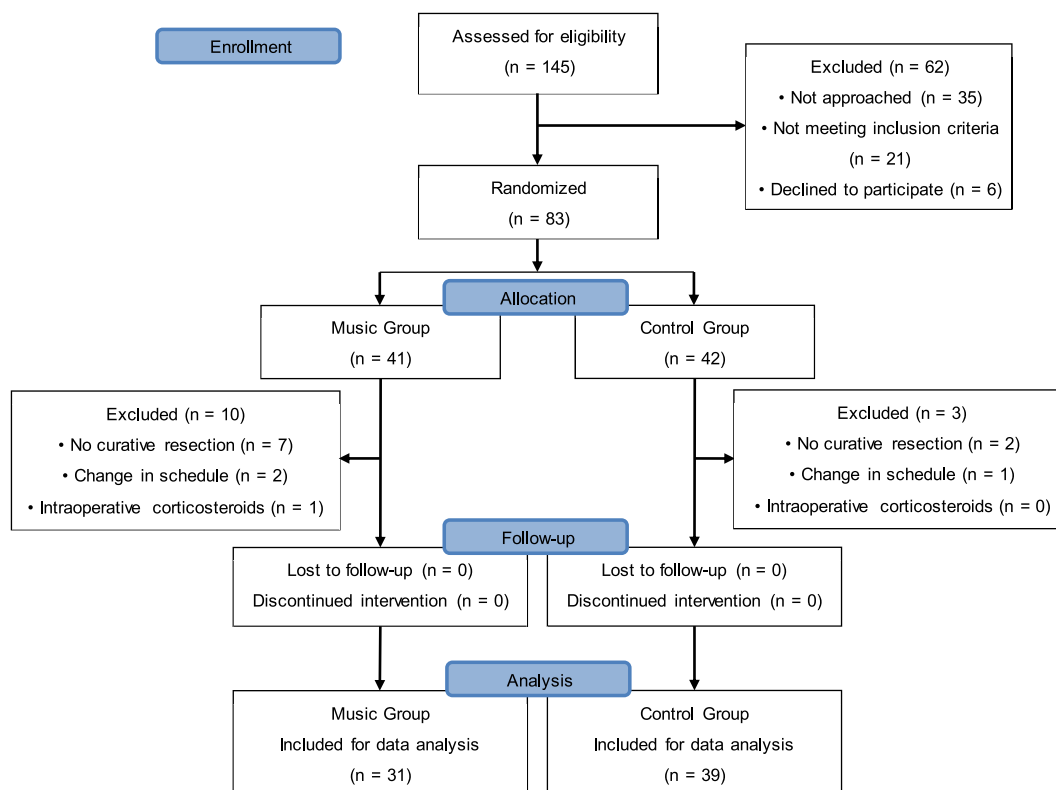 Enrollment
Assessed for eligibility
(n = 145)
Excluded (n = 62)
• Not approached (n = 35)
• Not meeting inclusion criteria
(n = 21)
• Declined to participate (n = 6)
Randomized
(n = 83)
Allocation
Music Group
(n = 41)
Control Group
(n = 42)
Excluded (n = 10)
• No curative resection (n = 7)
• Change in schedule (n = 2)
• Intraoperative corticosteroids (n = 1)
Excluded (n = 3)
• No curative resection (n = 2)
• Change in schedule (n = 1)
• Intraoperative corticosteroids (n = 0)
Follow-up
Lost to follow-up (n = 0)
Discontinued intervention (n = 0)
Lost to follow-up (n = 0)
Discontinued intervention (n = 0)
Analysis
Music Group
Included for data analysis
(n = 31)
Control Group
Included for data analysis
(n = 39)